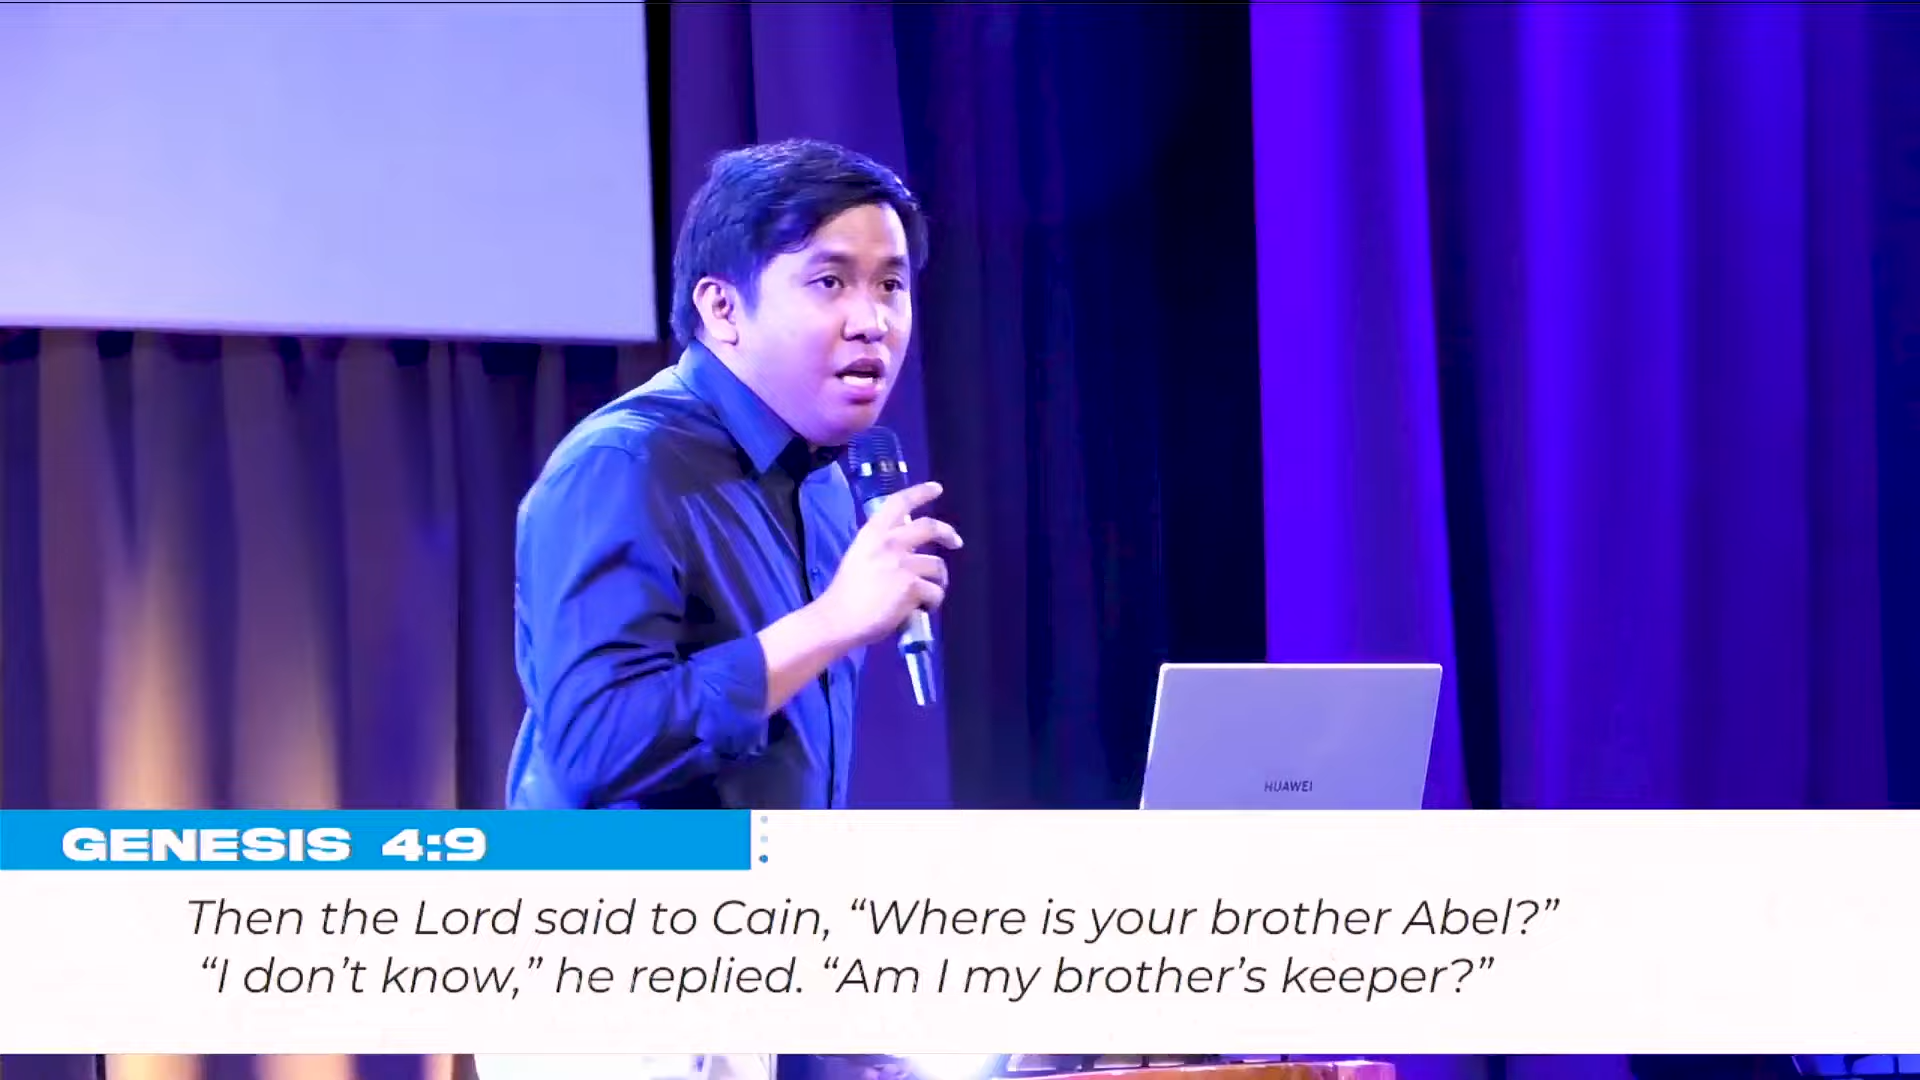 HUAWEI
GENESIS 4:9
Then the Lord said to Cain, “Where is your brother Abel?”
“I don’t know,” he replied. “Am I my brother’s keeper?”